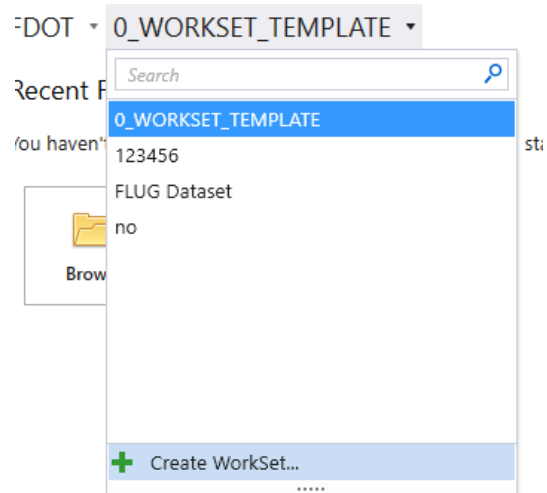 FDOT 0_WORKSET_TEMPLATE
Search
Recent F
0_WORKSET_TEMPLATE
You haven't sta
123456
FLUG Dataset
no
Brow
Create WorkSet...